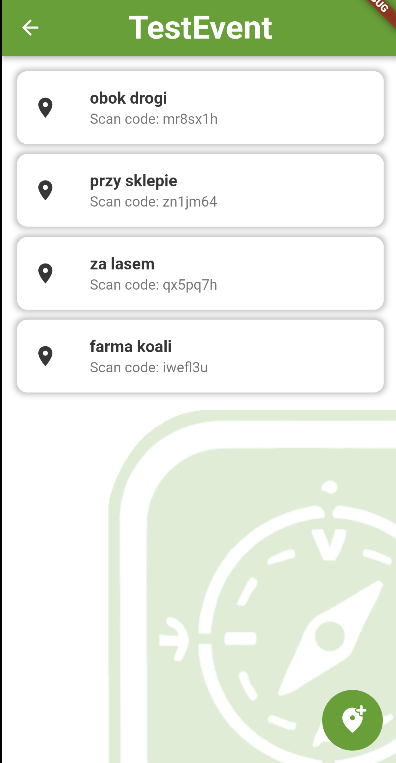 TestEvent
obok drogi
Scan code: mr8sx1h
przy sklepie
Scan code: zn1jm64
za lasem
Scan code: qx5pq7h
farma koali
Scan code: iwefl3u